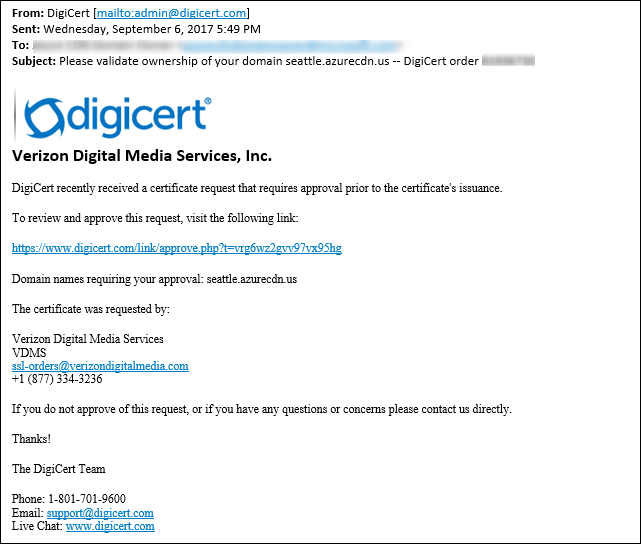 From: DigiCert [mailto:admin@digicert.com]
Sent: Wednesday, September 6, 2017 5:49 PM
To:
Subject: Please validate ownership of your domain seattle.azurecdn.us -- DigiCert order
digicert®
Verizon Digital Media Services, Inc.
DigiCert recently received a certificate request that requires approval prior to the certificate's issuance.
To review and approve this request, visit the following link:
https://www.digicert.com/link/approve.php?t=vrg6wz2gvv97vx95hg
Domain names requiring your approval: seattle.azurecdn.us
The certificate was requested by:
Verizon Digital Media Services
VDMS
ssl-orders@verizondigitalmedia.com
+1 (877) 334-3236
If you do not approve of this request, or if you have any questions or concerns please contact us directly.
Thanks!
The DigiCert Team
Phone: 1-801-701-9600
Email: support@digicert.com
Live Chat: www.digicert.com